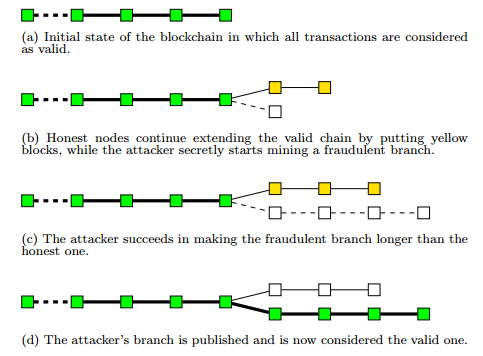 (a) Initial state of the blockchain in which all transactions are considered
as valid.
(b) Honest nodes continue extending the valid chain by putting yellow
blocks, while the attacker secretly starts mining a fraudulent branch.
(c) The attacker succeeds in making the fraudulent branch longer than the
honest one.
(d) The attacker's branch is published and is now considered the valid one.